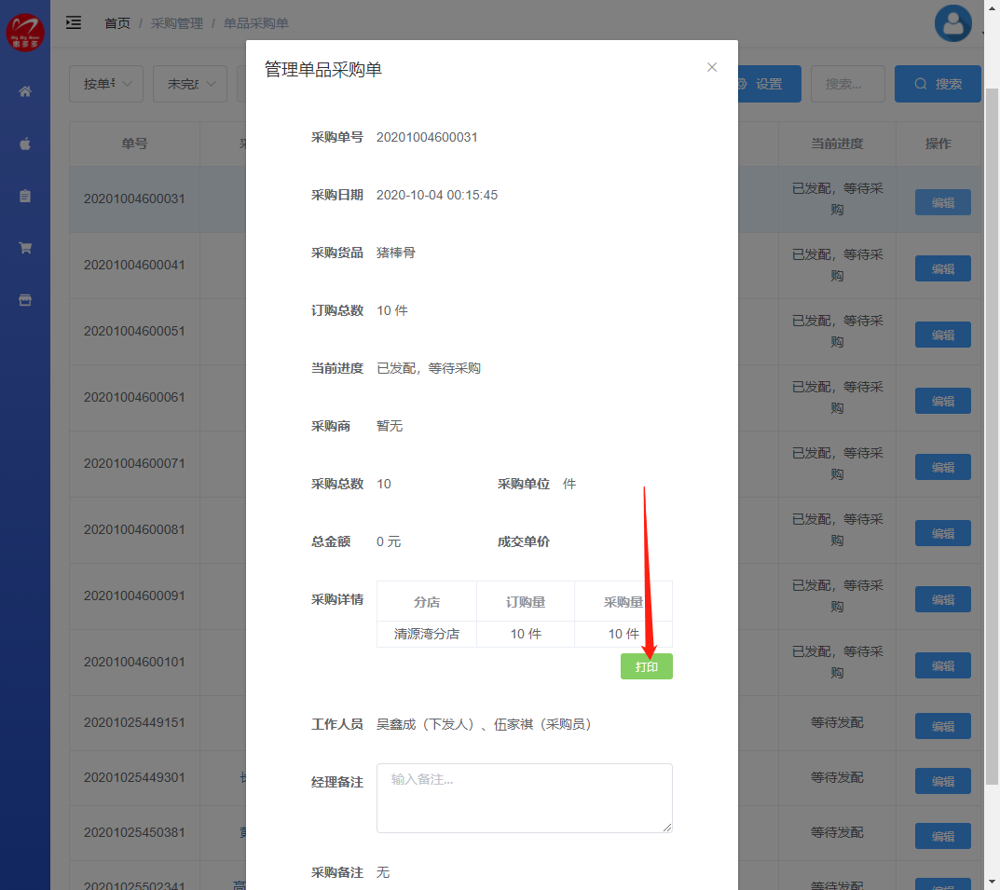 首页 / 采购管理 / 单品采购单
管理单品采购单
按单号 未完成 设置 搜索... 搜索
单号 当前进度 操作
采购单号 20201004600031
采购日期 2020-10-04 00:15:45
采购货品 猪棒骨
订购总数 10 件
当前进度 已发配，等待采购
采购商 暂无
采购总数 10 采购单位 件
总金额 0 元 成交单价
采购详情 分店 订购量 采购量
清源湾分店 10 件 10 件
打印
工作人员 吴鑫成（下发人）、伍家祺（采购员）
经理备注 输入备注...
采购备注 无
20201004600031 已发配，等待采
购 编辑
20201004600041 已发配，等待采
购 编辑
20201004600051 已发配，等待采
购 编辑
20201004600061 已发配，等待采
购 编辑
20201004600071 已发配，等待采
购 编辑
20201004600081 已发配，等待采
购 编辑
20201004600091 已发配，等待采
购 编辑
20201004600101 已发配，等待采
购 编辑
20201025449151 等待发配 编辑
20201025449301 等待发配 编辑
20201025450381 等待发配 编辑
20201025502341 等待发配 编辑